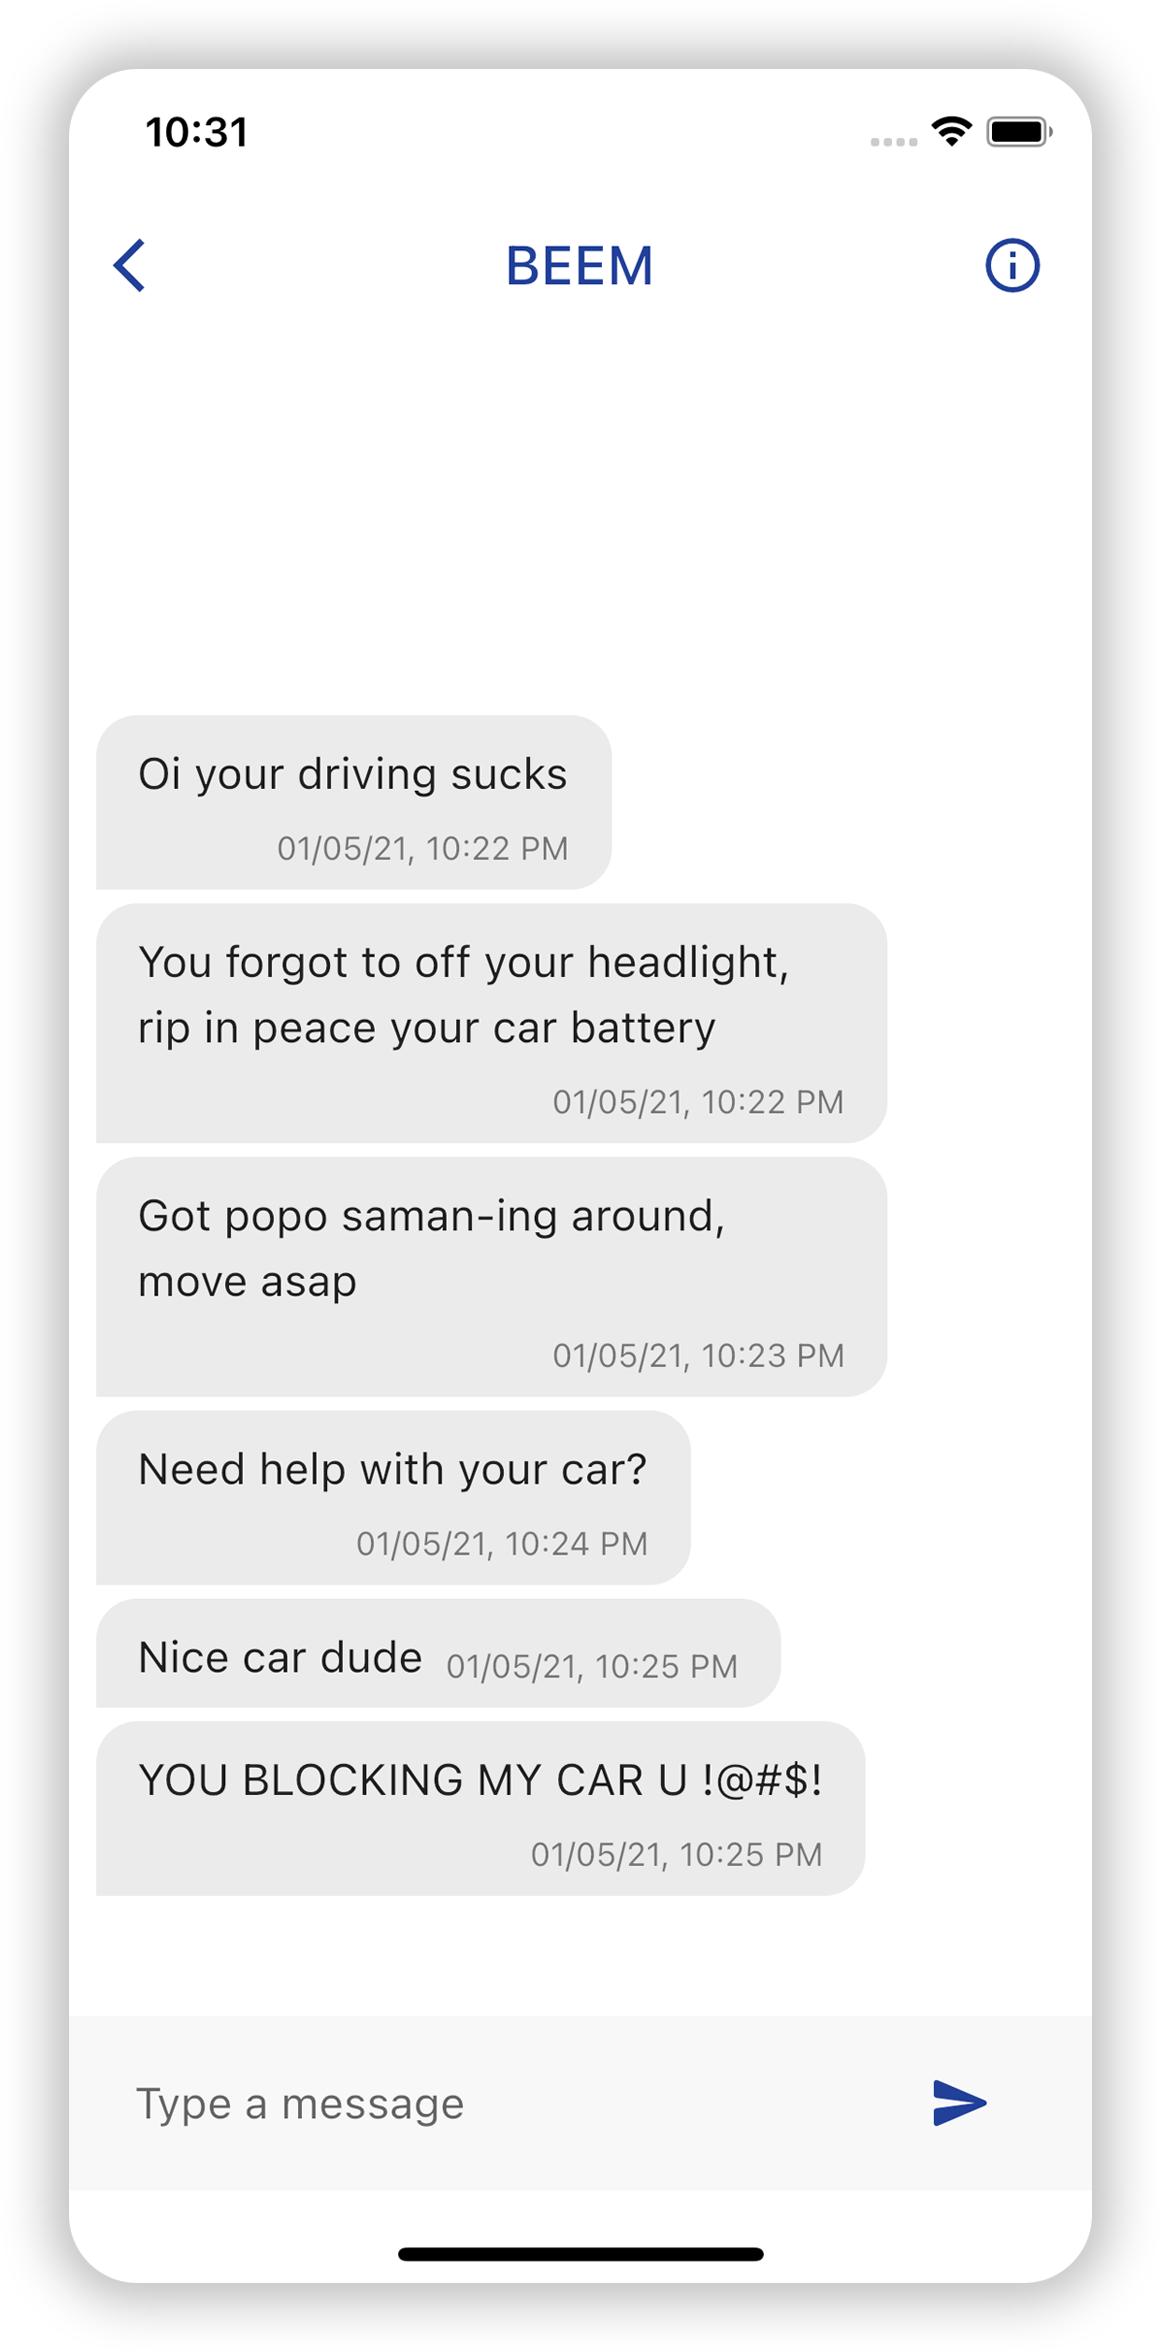 10:31
BEEM
Oi your driving sucks
01/05/21, 10:22 PM
You forgot to off your headlight,
rip in peace your car battery
01/05/21, 10:22 PM
Got popo saman-ing around,
move asap
01/05/21, 10:23 PM
Need help with your car?
01/05/21, 10:24 PM
Nice car dude 01/05/21, 10:25 PM
YOU BLOCKING MY CAR U !@#$!
01/05/21, 10:25 PM
Type a message